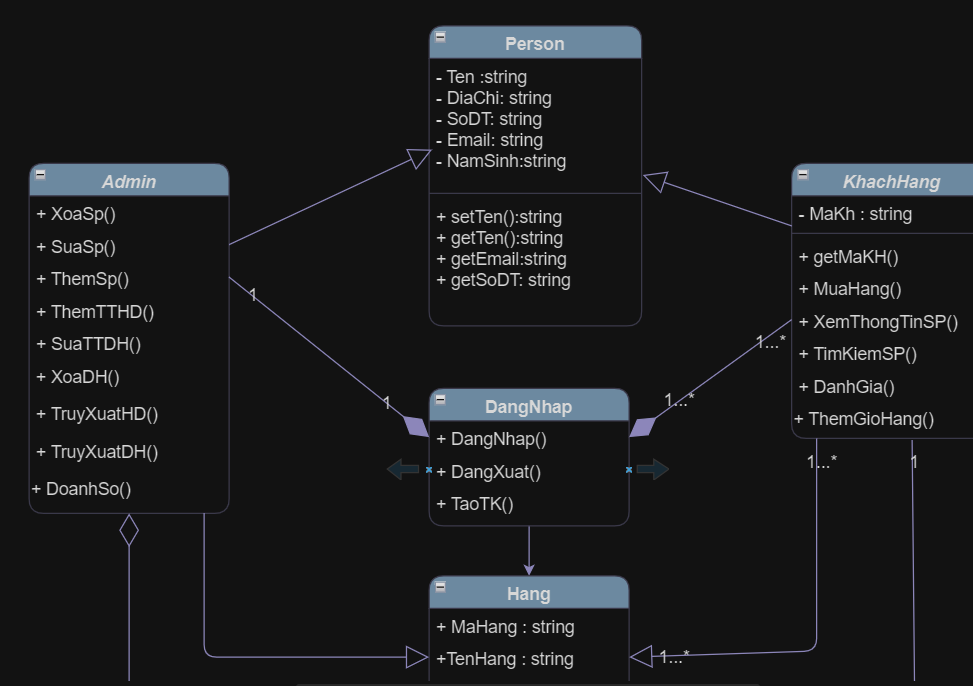 Person
- Ten :string
- DiaChi: string
- SoDT: string
- Email: string
- NamSinh:string
+ setTen():string
+ getTen():string
+ getEmail:string
+ getSoDT: string
Admin
+ XoaSp()
+ SuaSp()
+ ThemSp()
+ ThemTTHD()
+ SuaTTDH()
+ XoaDH()
+ TruyXuatHD()
+ TruyXuatDH()
+ DoanhSo()
KhachHang
- MaKh : string
+ getMaKH()
+ MuaHang()
+ XemThongTinSP()
+ TimKiemSP()
+ DanhGia()
+ ThemGioHang()
1
1
1...*
1...*
DangNhap
+ DangNhap()
+ DangXuat()
+ TaoTK()
1...*
1
Hang
+ MaHang : string
+TenHang : string
1...*